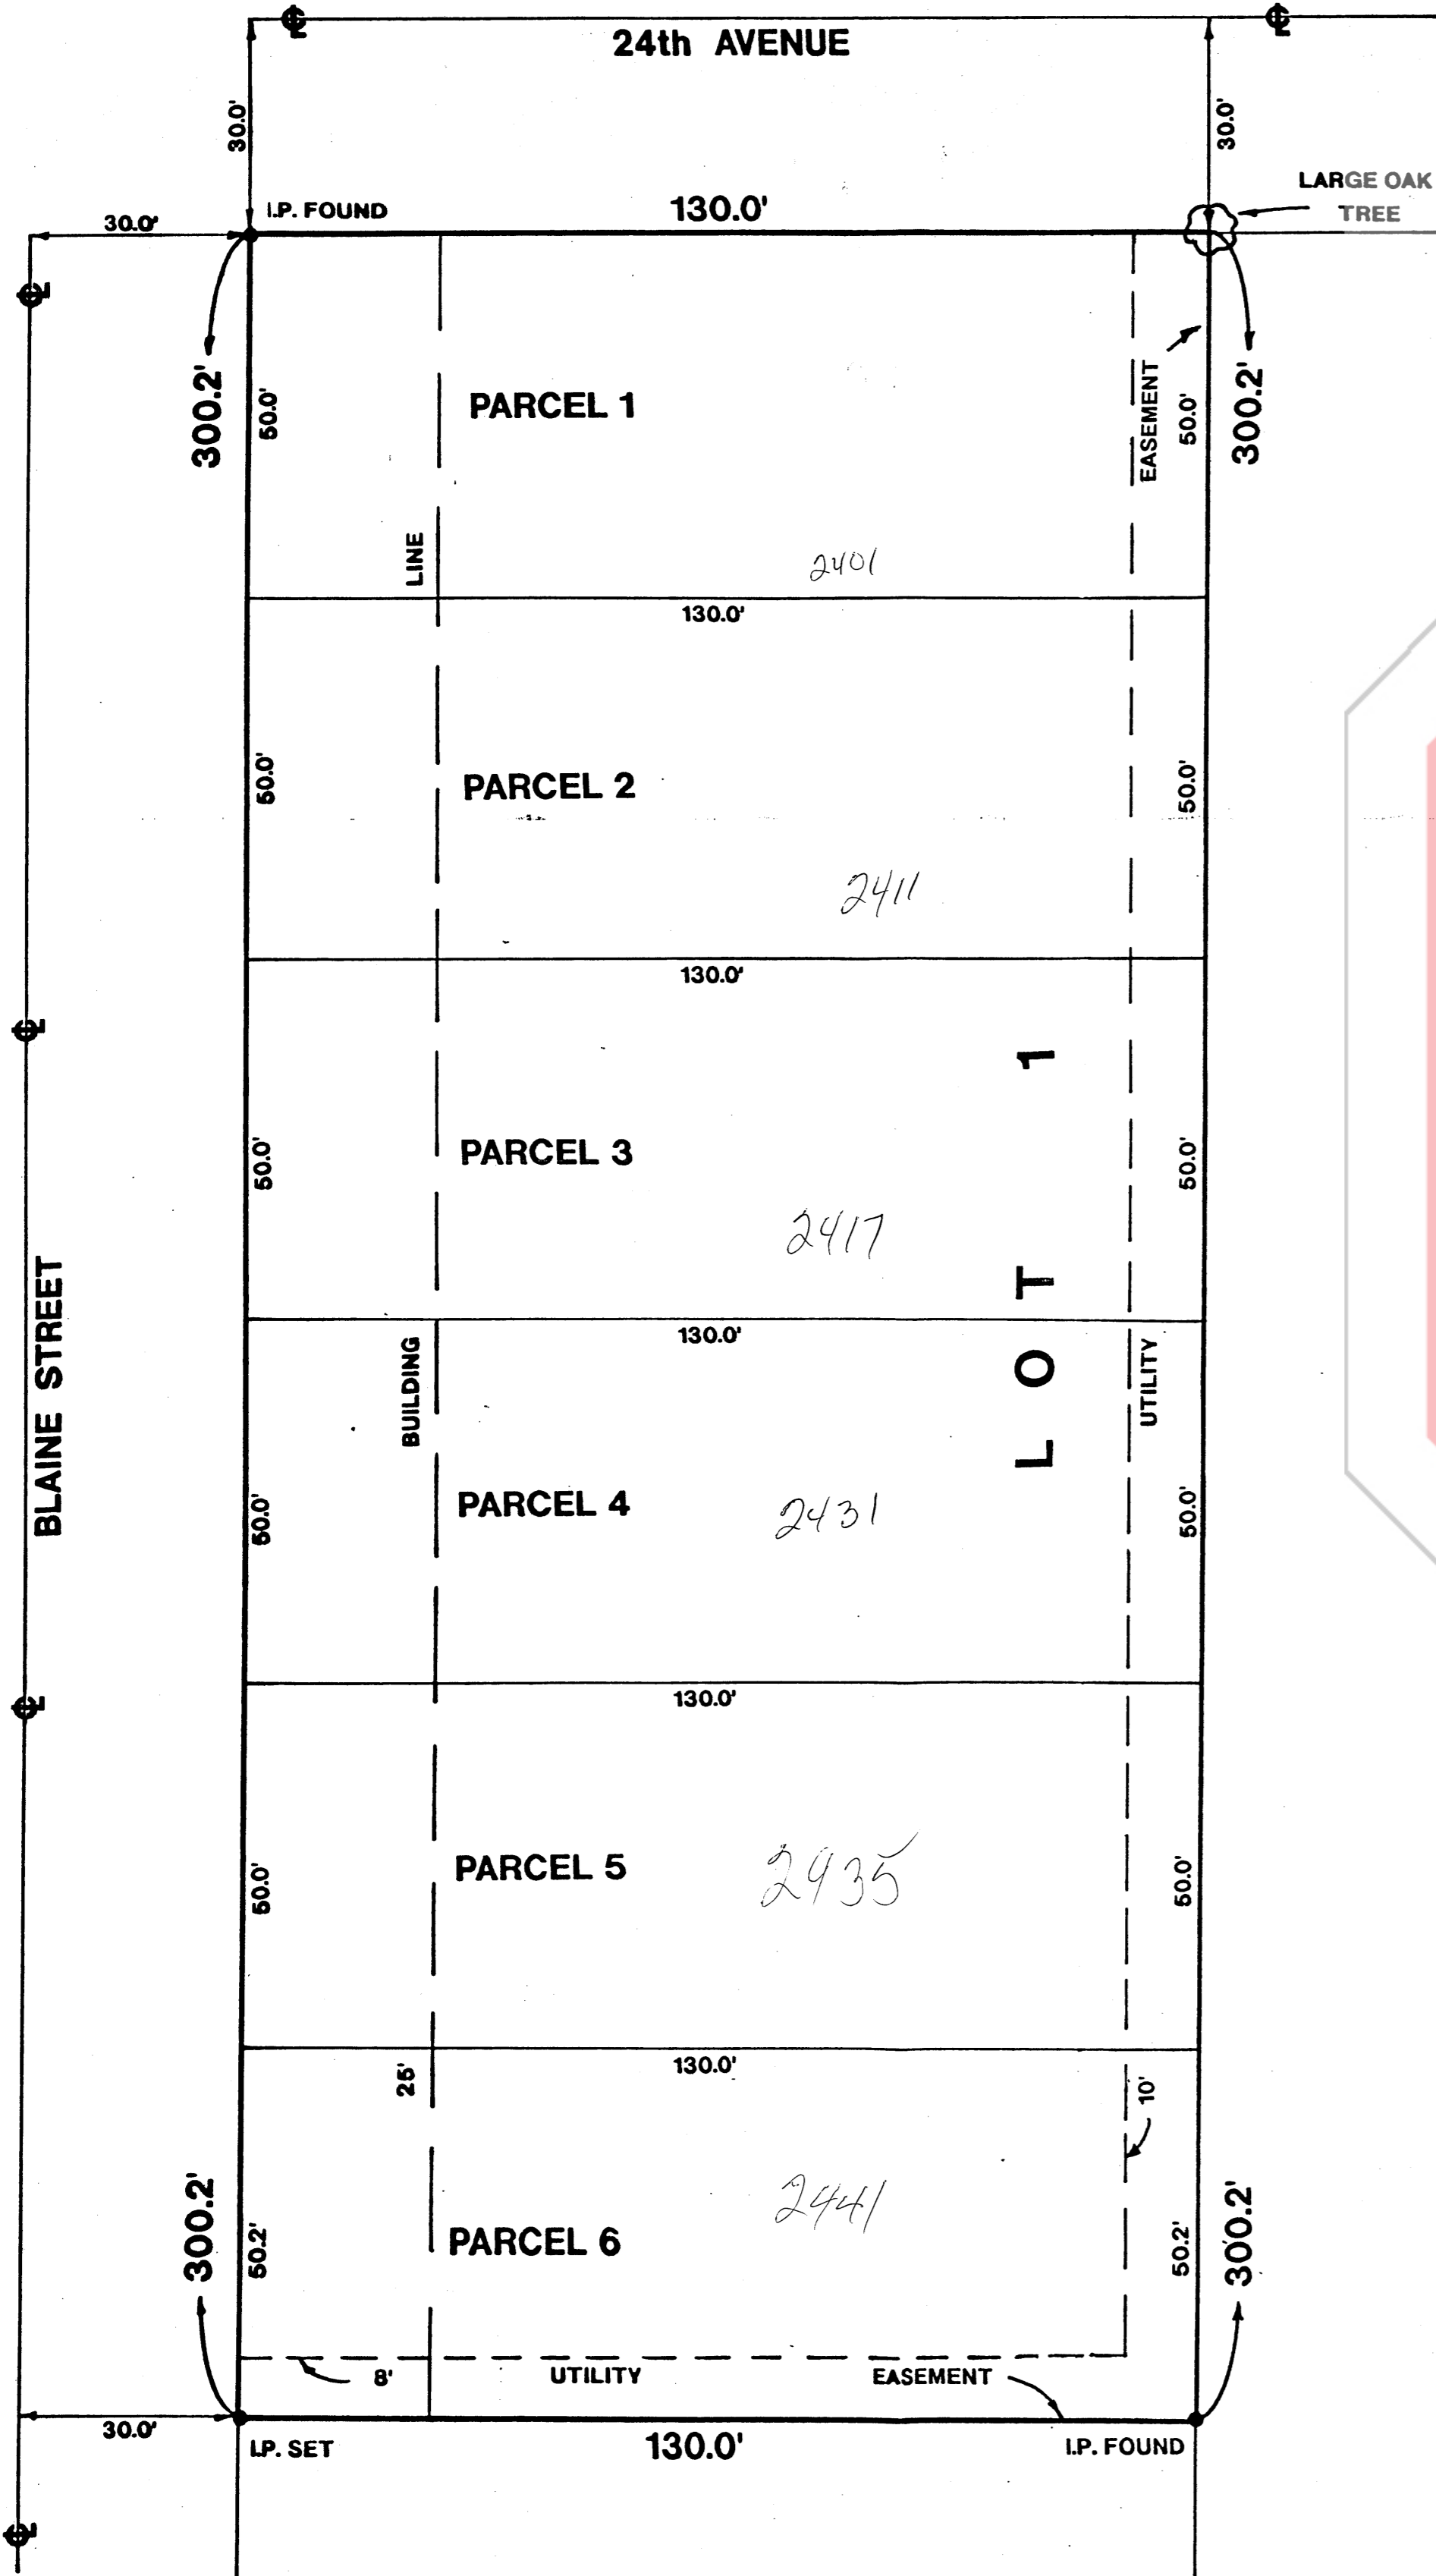 ℄ ℄
24th AVENUE
30.0' 30.0'
LARGE OAK
TREE
I.P. FOUND 130.0'
30.0'
℄
300.2' 50.0' PARCEL 1 EASEMENT 50.0' 300.2'
LINE
2401
130.0'
50.0' PARCEL 2 50.0'
2411
130.0'
℄
50.0' PARCEL 3 50.0'
2417
LOT 1
130.0'
BLAINE STREET
BUILDING UTILITY
50.0' PARCEL 4 2431 50.0'
130.0'
℄
50.0' PARCEL 5 2435 50.0'
130.0'
25' 10'
2441
300.2' 50.2' PARCEL 6 50.2' 300.2'
8' UTILITY EASEMENT
30.0'
I.P. SET 130.0' I.P. FOUND
℄